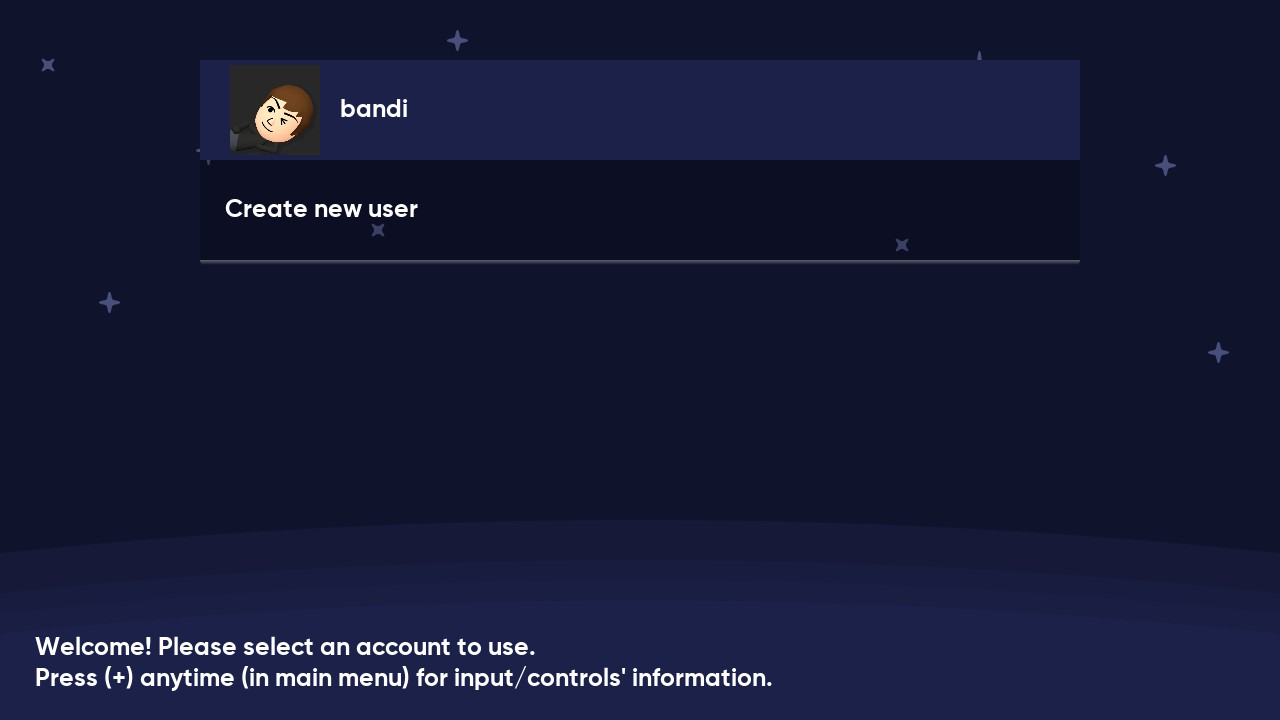 bandi
Create new user
Welcome! Please select an account to use.
Press (+) anytime (in main menu) for input/controls' information.